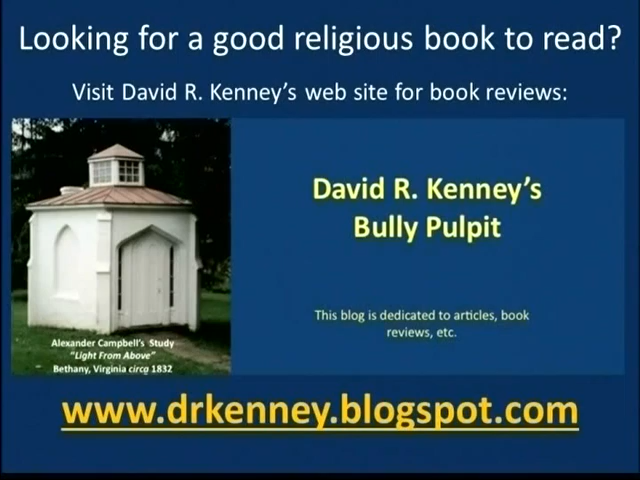 Looking for a good religious book to read?
Visit David R. Kenney's web site for book reviews:
David R. Kenney's
Bully Pulpit
This blog is dedicated to articles, book
reviews, etc.
Alexander Campbell's Study
"Light From Above"
Bethany, Virginia circa 1832
www.drkenney.blogspot.com